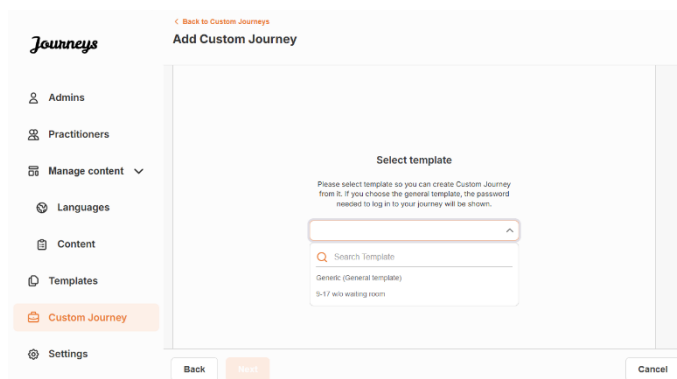 < Back to Custom Journeys
Journeys
Add Custom Journey
Admins
Practitioners
Manage content
Languages
Content
Templates
Custom Journey
Settings
Select template
Please select template so you can create Custom Journey
from it. If you choose the general template, the password
needed to log in to your journey will be shown.
Search Template
Generic (General template)
9-17 w/o waiting room
Back
Next
Cancel